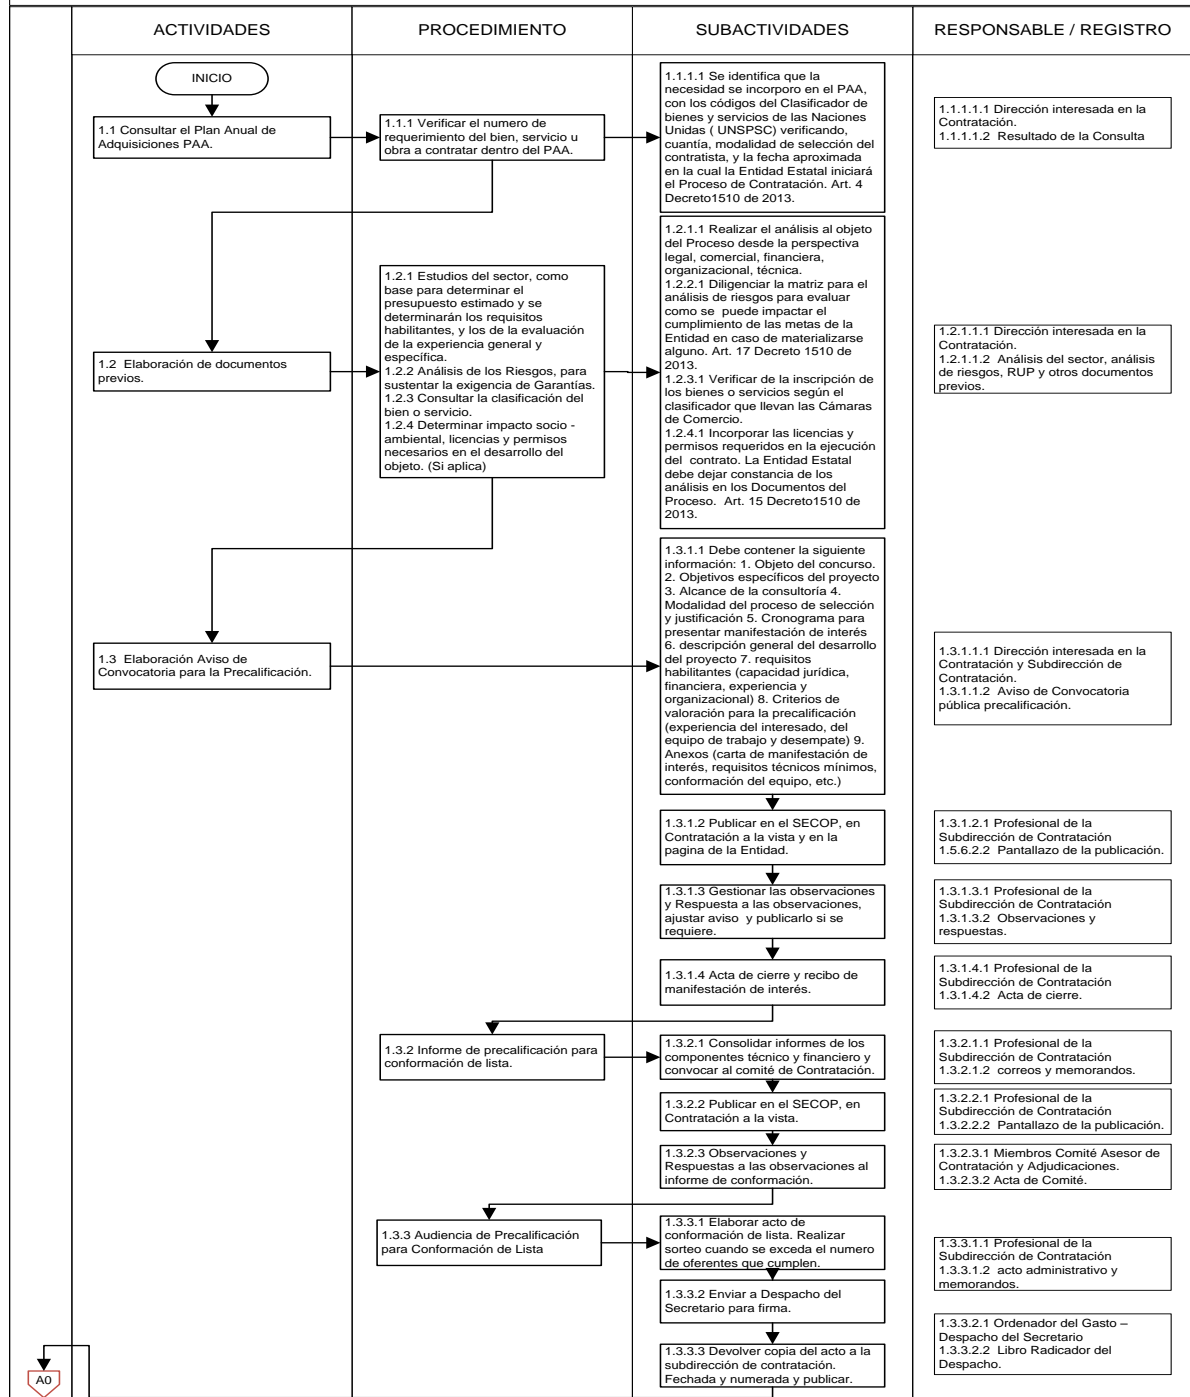 ACTIVIDADES
PROCEDIMIENTO
SUBACTIVIDADES
RESPONSABLE / REGISTRO
INICIO
1.1 Consultar el Plan Anual de
Adquisiciones PAA.
1.1.1 Verificar el numero de
requerimiento del bien, servicio u
obra a contratar dentro del PAA.
1.1.1.1 Se identifica que la
necesidad se incorporo en el PAA,
con los códigos del Clasificador de
bienes y servicios de las Naciones
Unidas ( UNSPSC) verificando,
cuantía, modalidad de selección del
contratista, y la fecha aproximada
en la cual la Entidad Estatal iniciará
el Proceso de Contratación. Art. 4
Decreto1510 de 2013.
1.1.1.1.1 Dirección interesada en la
Contratación.
1.1.1.1.2  Resultado de la Consulta
1.2  Elaboración de documentos
previos.
1.2.1 Estudios del sector, como
base para determinar el
presupuesto estimado y se
determinarán los requisitos
habilitantes, y los de la evaluación
de la experiencia general y
específica.
1.2.2 Análisis de los Riesgos, para
sustentar la exigencia de Garantías.
1.2.3 Consultar la clasificación del
bien o servicio.
1.2.4 Determinar impacto socio -
ambiental, licencias y permisos
necesarios en el desarrollo del
objeto. (Si aplica)
1.2.1.1 Realizar el análisis al objeto
del Proceso desde la perspectiva
legal, comercial, financiera,
organizacional, técnica.
1.2.2.1 Diligenciar la matriz para el
análisis de riesgos para evaluar
como se  puede impactar el
cumplimiento de las metas de la
Entidad en caso de materializarse
alguno. Art. 17 Decreto 1510 de
2013.
1.2.3.1 Verificar de la inscripción de
los bienes o servicios según el
clasificador que llevan las Cámaras
de Comercio.
1.2.4.1 Incorporar las licencias y
permisos requeridos en la ejecución
del  contrato. La Entidad Estatal
debe dejar constancia de los
análisis en los Documentos del
Proceso.  Art. 15 Decreto1510 de
2013.
1.2.1.1.1 Dirección interesada en la
Contratación.
1.2.1.1.2  Análisis del sector, análisis
de riesgos, RUP y otros documentos
previos.
1.3  Elaboración Aviso de
Convocatoria para la Precalificación.
1.3.1.1 Debe contener la siguiente
información: 1. Objeto del concurso.
2. Objetivos específicos del proyecto
3. Alcance de la consultoría 4.
Modalidad del proceso de selección
y justificación 5. Cronograma para
presentar manifestación de interés
6. descripción general del desarrollo
del proyecto 7. requisitos
habilitantes (capacidad jurídica,
financiera, experiencia y
organizacional) 8. Criterios de
valoración para la precalificación
(experiencia del interesado, del
equipo de trabajo y desempate) 9.
Anexos (carta de manifestación de
interés, requisitos técnicos mínimos,
conformación del equipo, etc.)
1.3.1.1.1 Dirección interesada en la
Contratación y Subdirección de
Contratación.
1.3.1.1.2  Aviso de Convocatoria
pública precalificación.
1.3.1.2 Publicar en el SECOP, en
Contratación a la vista y en la
pagina de la Entidad.
1.3.1.2.1 Profesional de la
Subdirección de Contratación
1.5.6.2.2  Pantallazo de la publicación.
1.3.1.3 Gestionar las observaciones
y Respuesta a las observaciones,
ajustar aviso  y publicarlo si se
requiere.
1.3.1.3.1 Profesional de la
Subdirección de Contratación
1.3.1.3.2  Observaciones y
respuestas.
1.3.1.4 Acta de cierre y recibo de
manifestación de interés.
1.3.1.4.1 Profesional de la
Subdirección de Contratación
1.3.1.4.2  Acta de cierre.
1.3.2 Informe de precalificación para
conformación de lista.
1.3.2.1 Consolidar informes de los
componentes técnico y financiero y
convocar al comité de Contratación.
1.3.2.1.1 Profesional de la
Subdirección de Contratación
1.3.2.1.2  correos y memorandos.
1.3.2.2 Publicar en el SECOP, en
Contratación a la vista.
1.3.2.2.1 Profesional de la
Subdirección de Contratación
1.3.2.2.2  Pantallazo de la publicación.
1.3.2.3 Observaciones y
Respuestas a las observaciones al
informe de conformación.
1.3.2.3.1 Miembros Comité Asesor de
Contratación y Adjudicaciones.
1.3.2.3.2 Acta de Comité.
1.3.3 Audiencia de Precalificación
para Conformación de Lista
1.3.3.1 Elaborar acto de
conformación de lista. Realizar
sorteo cuando se exceda el numero
de oferentes que cumplen.
1.3.3.1.1 Profesional de la
Subdirección de Contratación
1.3.3.1.2  acto administrativo y
memorandos.
1.3.3.2 Enviar a Despacho del
Secretario para firma.
1.3.3.2.1 Ordenador del Gasto –
Despacho del Secretario
1.3.3.2.2  Libro Radicador del
Despacho.
1.3.3.3 Devolver copia del acto a la
subdirección de contratación.
Fechada y numerada y publicar.
A0